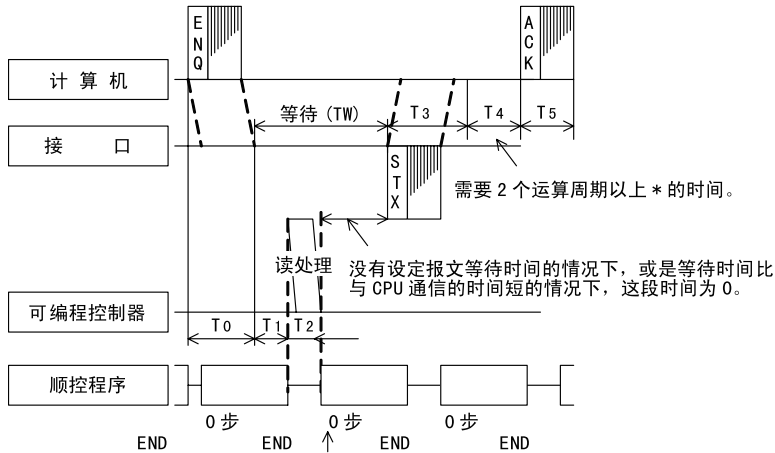 ENQ
ACK
计算机
等待 (TW)
T3
T4
T5
接口
STX
需要 2 个运算周期以上 * 的时间。
读处理
没有设定报文等待时间的情况下，或是等待时间比
与 CPU 通信的时间短的情况下，这段时间为 0。
可编程控制器
T0
T1
T2
顺控程序
0 步
0 步
0 步
END
END
END
END